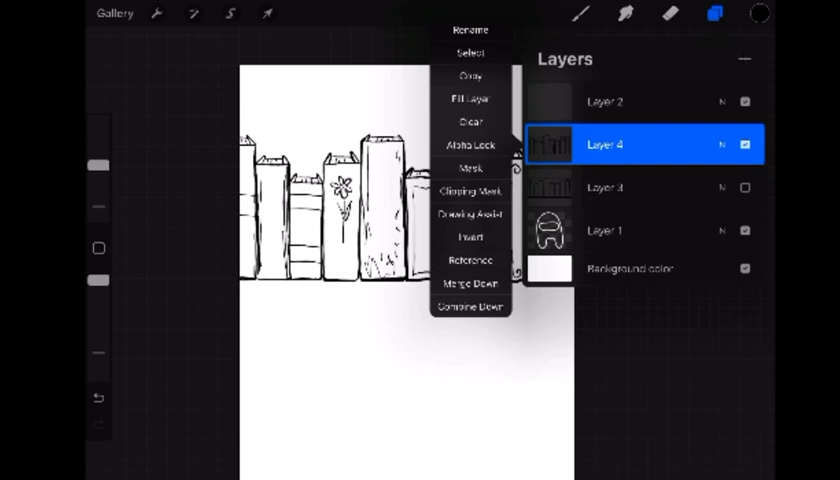 Gallery
Rename
Select
Copy
Fill Layer
Clear
Alpha Lock
Mask
Clipping Mask
Drawing Assist
Invert
Reference
Merge Down
Combine Down
Layers
Layer 2 N
Layer 4 N
Layer 3 N
Layer 1 N
Background color